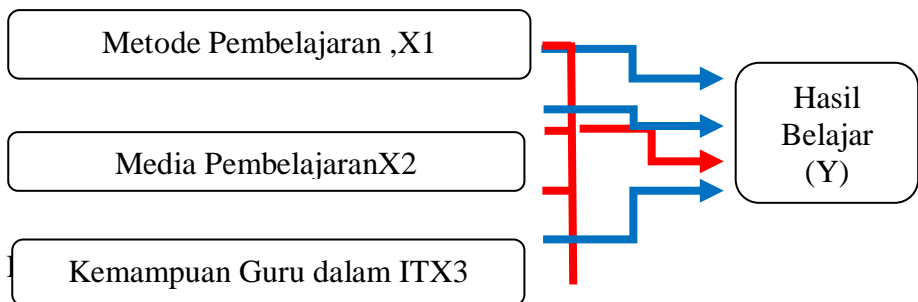 Metode Pembelajaran ,X1
Hasil
Belajar
(Y)
Media PembelajaranX2
Kemampuan Guru dalam ITX3